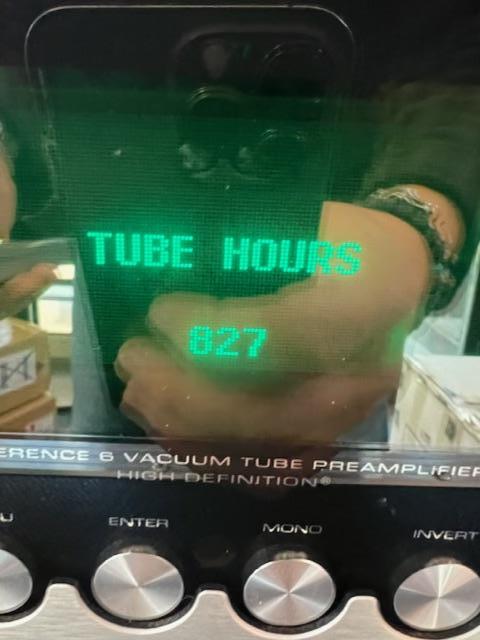 TUBE HOURS
827
ERENCE 6 VACUUM TUBE PREAMPLIFIER
HIGH DEFINITION®
U ENTER MONO INVERT